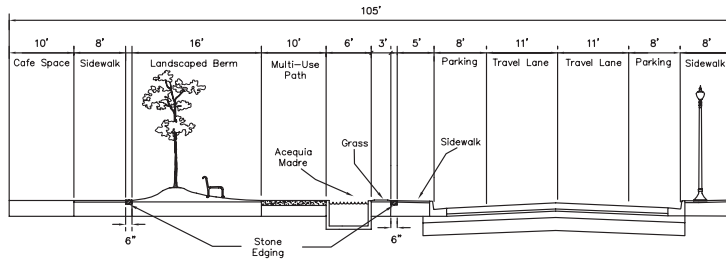 105'
10' 8' 16' 10' 6' 3' 5' 8' 11' 11' 8' 8'
Cafe Space Sidewalk Landscaped Berm Multi-Use Path Parking Travel Lane Travel Lane Parking Sidewalk
Grass Sidewalk
Acequia
Madre
6" Stone Edging 6"